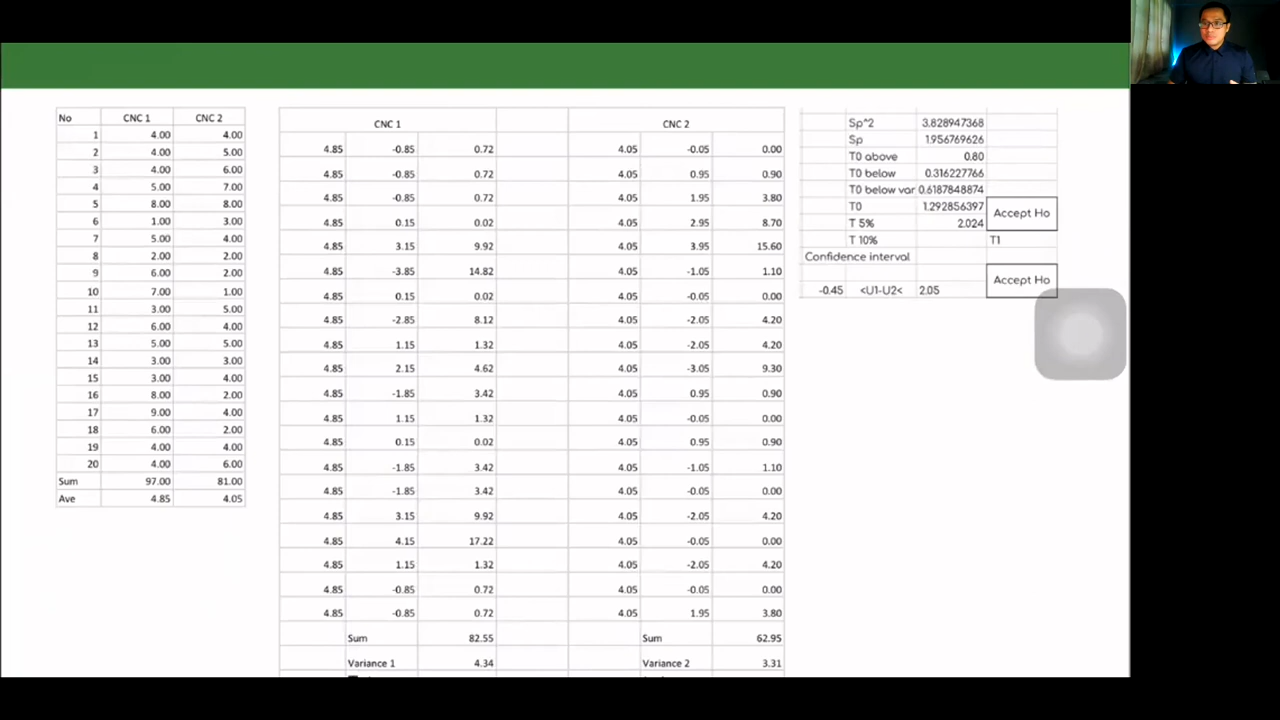 No CNC 1 CNC 2
1 4.00 4.00
2 4.00 5.00
3 4.00 6.00
4 5.00 7.00
5 8.00 8.00
6 1.00 3.00
7 5.00 4.00
8 2.00 2.00
9 6.00 2.00
10 7.00 1.00
11 3.00 5.00
12 6.00 4.00
13 5.00 5.00
14 3.00 3.00
15 3.00 4.00
16 8.00 2.00
17 9.00 4.00
18 6.00 2.00
19 4.00 4.00
20 4.00 6.00
Sum 97.00 81.00
Ave 4.85 4.05
CNC 1 CNC 2
4.85 -0.85 0.72 4.05 -0.05 0.00
4.85 -0.85 0.72 4.05 0.95 0.90
4.85 -0.85 0.72 4.05 1.95 3.80
4.85 0.15 0.02 4.05 2.95 8.70
4.85 3.15 9.92 4.05 3.95 15.60
4.85 -3.85 14.82 4.05 -1.05 1.10
4.85 0.15 0.02 4.05 -0.05 0.00
4.85 -2.85 8.12 4.05 -2.05 4.20
4.85 1.15 1.32 4.05 -2.05 4.20
4.85 2.15 4.62 4.05 -3.05 9.30
4.85 -1.85 3.42 4.05 0.95 0.90
4.85 1.15 1.32 4.05 -0.05 0.00
4.85 0.15 0.02 4.05 0.95 0.90
4.85 -1.85 3.42 4.05 -1.05 1.10
4.85 -1.85 3.42 4.05 -0.05 0.00
4.85 3.15 9.92 4.05 -2.05 4.20
4.85 4.15 17.22 4.05 -0.05 0.00
4.85 1.15 1.32 4.05 -2.05 4.20
4.85 -0.85 0.72 4.05 -0.05 0.00
4.85 -0.85 0.72 4.05 1.95 3.80
Sum 82.55 Sum 62.95
Variance 1 4.34 Variance 2 3.31
Sp^2 3.828947368
Sp 1.956769626
T0 above 0.80
T0 below 0.316227766
T0 below var 0.6187848874
T0 1.292856397
Accept Ho
T 5% 2.024
T 10% T1
Confidence interval
Accept Ho
-0.45 <U1-U2< 2.05